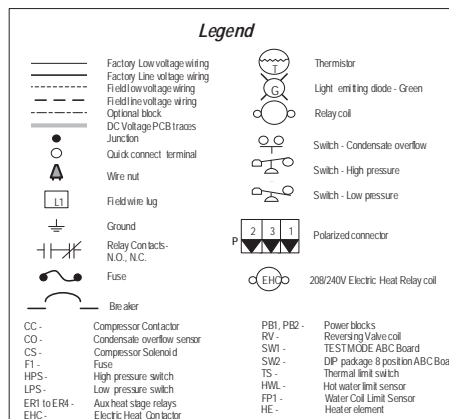 Legend
Factory Low voltage wiring
Factory Line voltage wiring
Field low voltage wiring
Field line voltage wiring
Optional block
DC Voltage PCB traces
Junction
Quick connect terminal
Wire nut
L1
Field wire lug
Ground
Relay Contacts-
N.O., N.C.
Fuse
Breaker
T
Thermistor
G
Light emitting diode - Green
Relay coil
Switch - Condensate overflow
Switch - High pressure
Switch - Low pressure
P
2 3 1
Polarized connector
EHC
208/240V Electric Heat Relay coil
CC - Compressor Contactor
CO - Condensate overflow sensor
CS - Compressor Solenoid
F1 - Fuse
HPS - High pressure switch
LPS - Low pressure switch
ER1 to ER4 - Aux heat stage relays
EHC - Electric Heat Contactor
PB1, PB2 - Power blocks
RV - Reversing Valve coil
SW1 - TEST MODE ABC Board
SW2 - DIP package 8 position ABC Boa
TS - Thermal limit switch
HWL - Hot water limit sensor
FP1 - Water Coil Limit Sensor
HE - Heater element